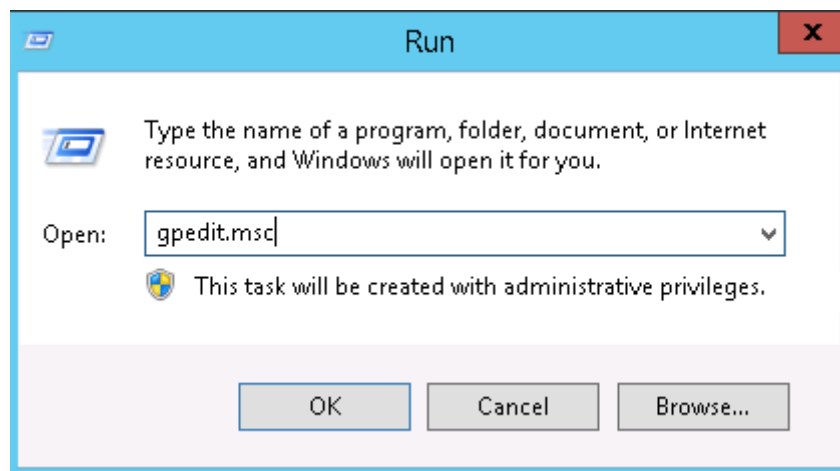 Run
Type the name of a program, folder, document, or Internet
resource, and Windows will open it for you.
Open: gpedit.msc
This task will be created with administrative privileges.
OK Cancel Browse...